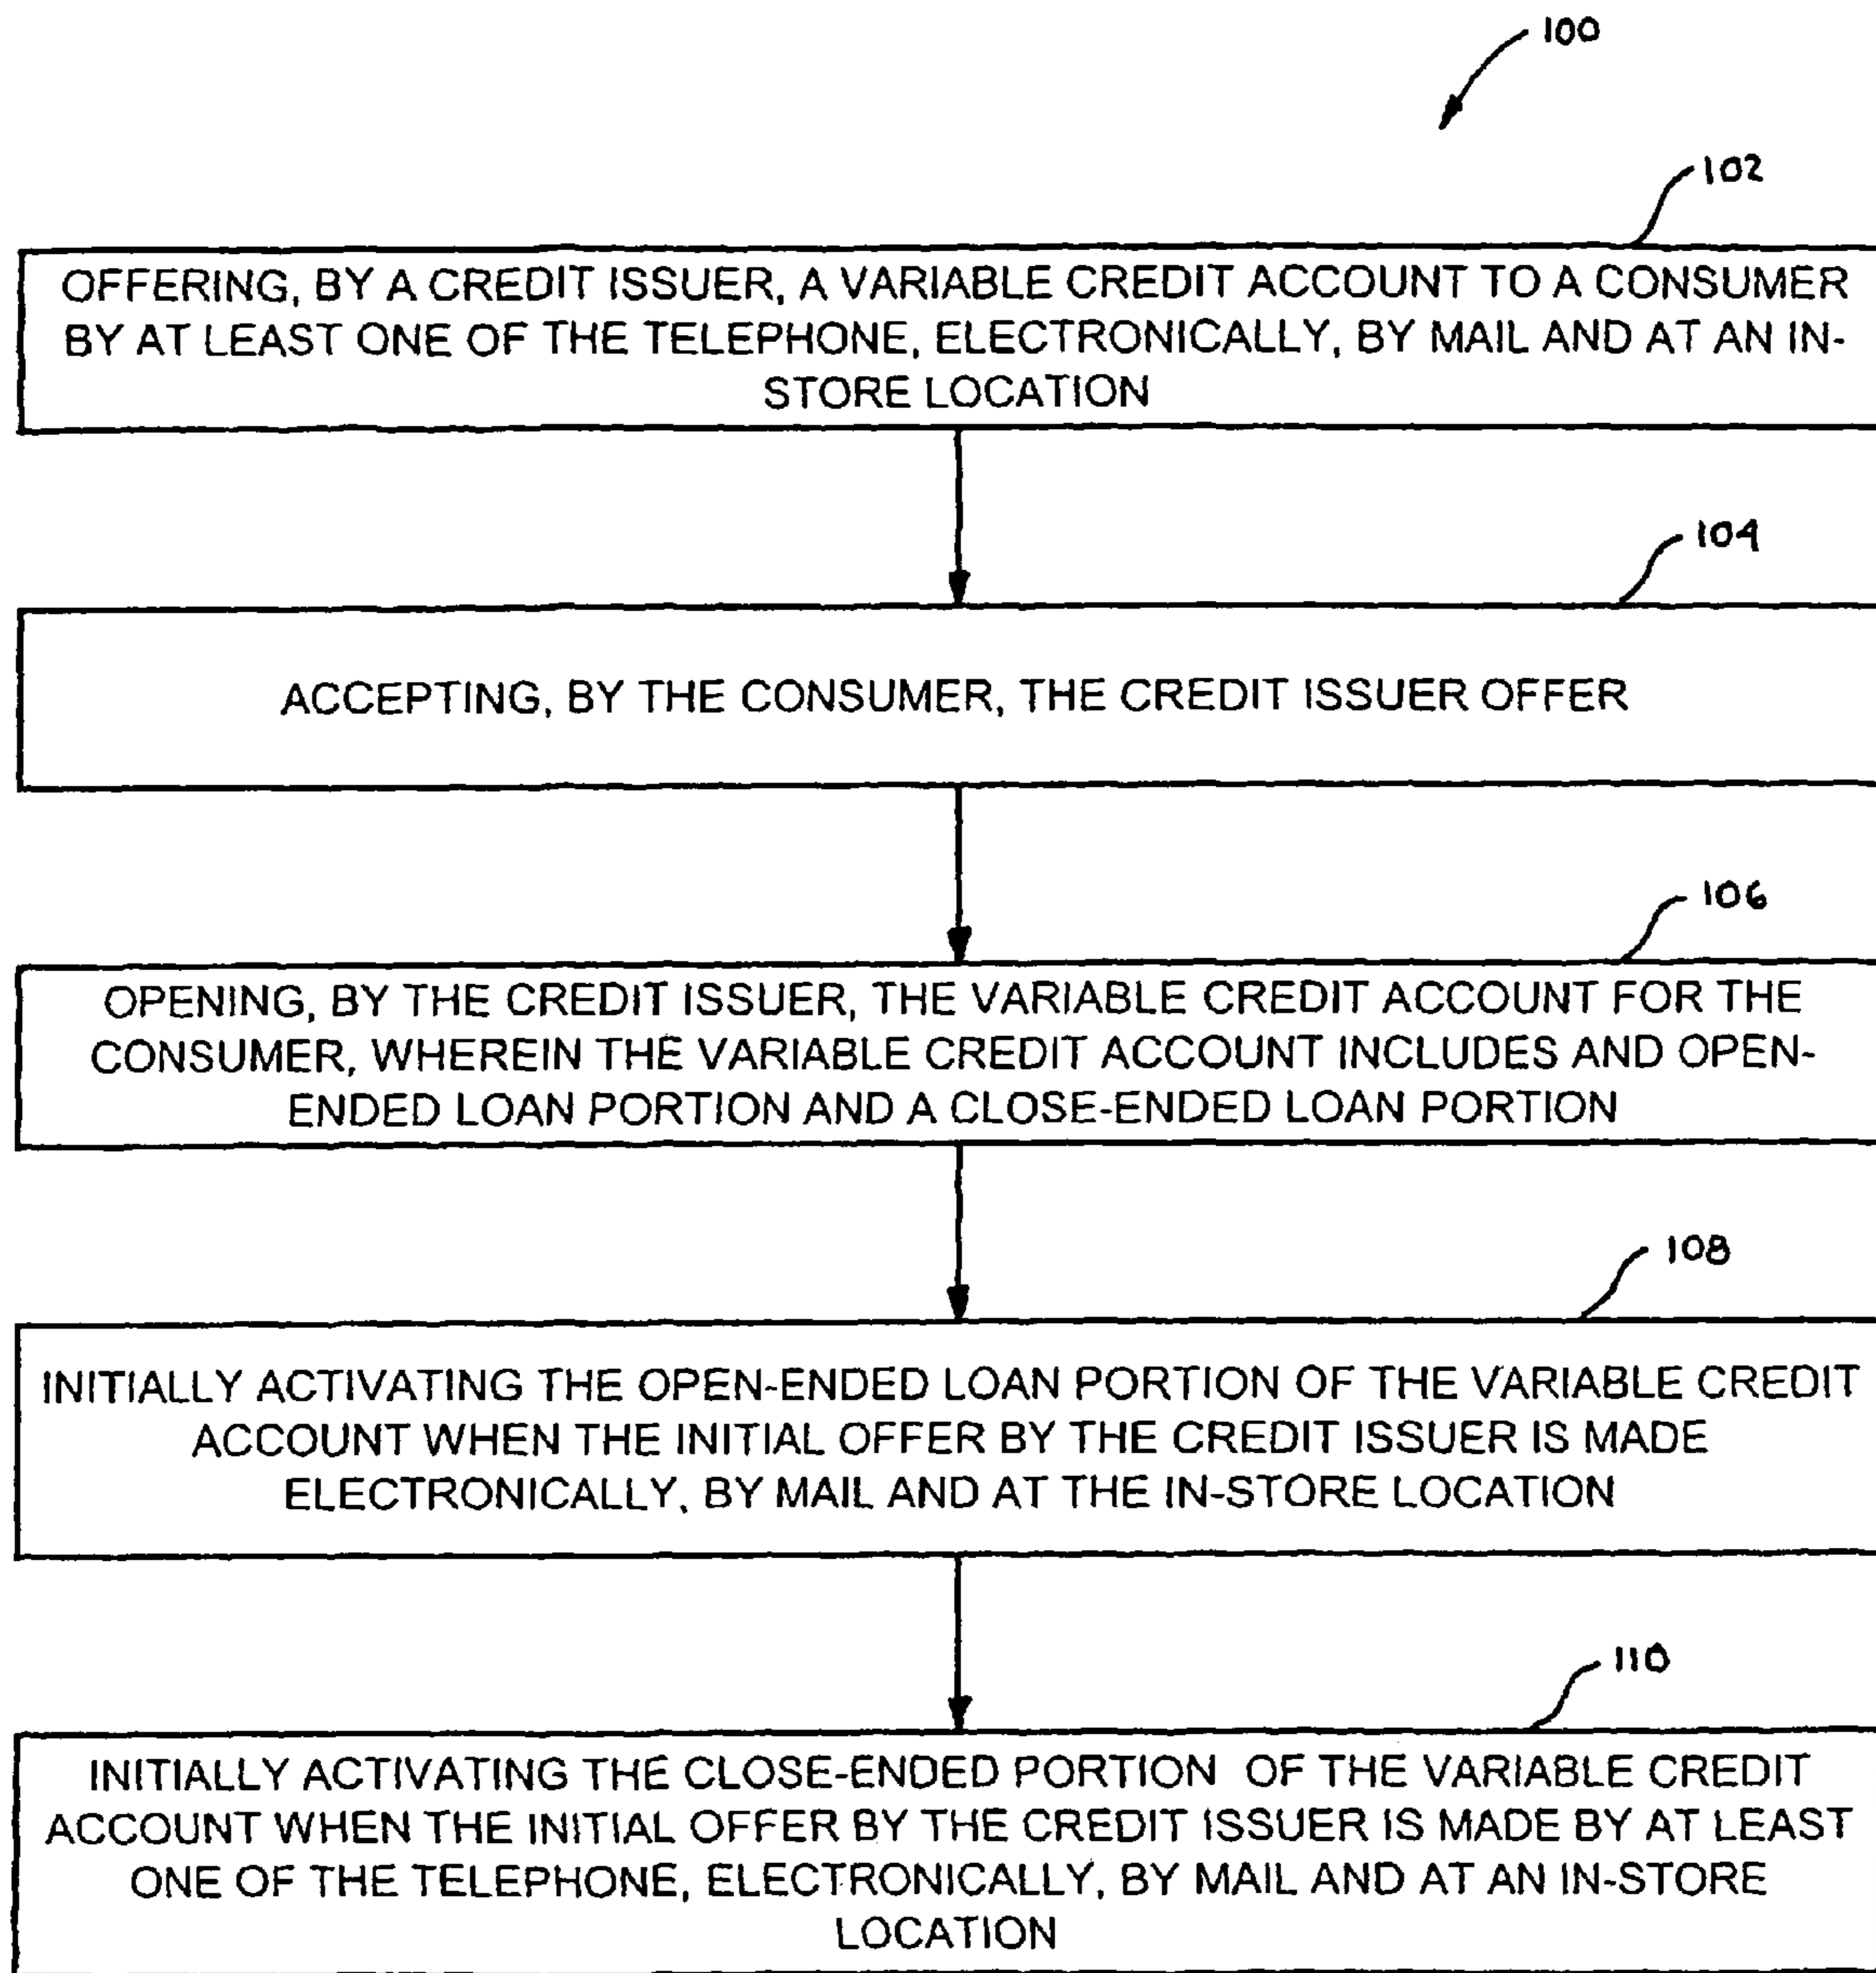 100
102
OFFERING, BY A CREDIT ISSUER, A VARIABLE CREDIT ACCOUNT TO A CONSUMER
BY AT LEAST ONE OF THE TELEPHONE, ELECTRONICALLY, BY MAIL AND AT AN IN-
STORE LOCATION
104
ACCEPTING, BY THE CONSUMER, THE CREDIT ISSUER OFFER
106
OPENING, BY THE CREDIT ISSUER, THE VARIABLE CREDIT ACCOUNT FOR THE
CONSUMER, WHEREIN THE VARIABLE CREDIT ACCOUNT INCLUDES AND OPEN-
ENDED LOAN PORTION AND A CLOSE-ENDED LOAN PORTION
108
INITIALLY ACTIVATING THE OPEN-ENDED LOAN PORTION OF THE VARIABLE CREDIT
ACCOUNT WHEN THE INITIAL OFFER BY THE CREDIT ISSUER IS MADE
ELECTRONICALLY, BY MAIL AND AT THE IN-STORE LOCATION
110
INITIALLY ACTIVATING THE CLOSE-ENDED PORTION OF THE VARIABLE CREDIT
ACCOUNT WHEN THE INITIAL OFFER BY THE CREDIT ISSUER IS MADE BY AT LEAST
ONE OF THE TELEPHONE, ELECTRONICALLY, BY MAIL AND AT AN IN-STORE
LOCATION